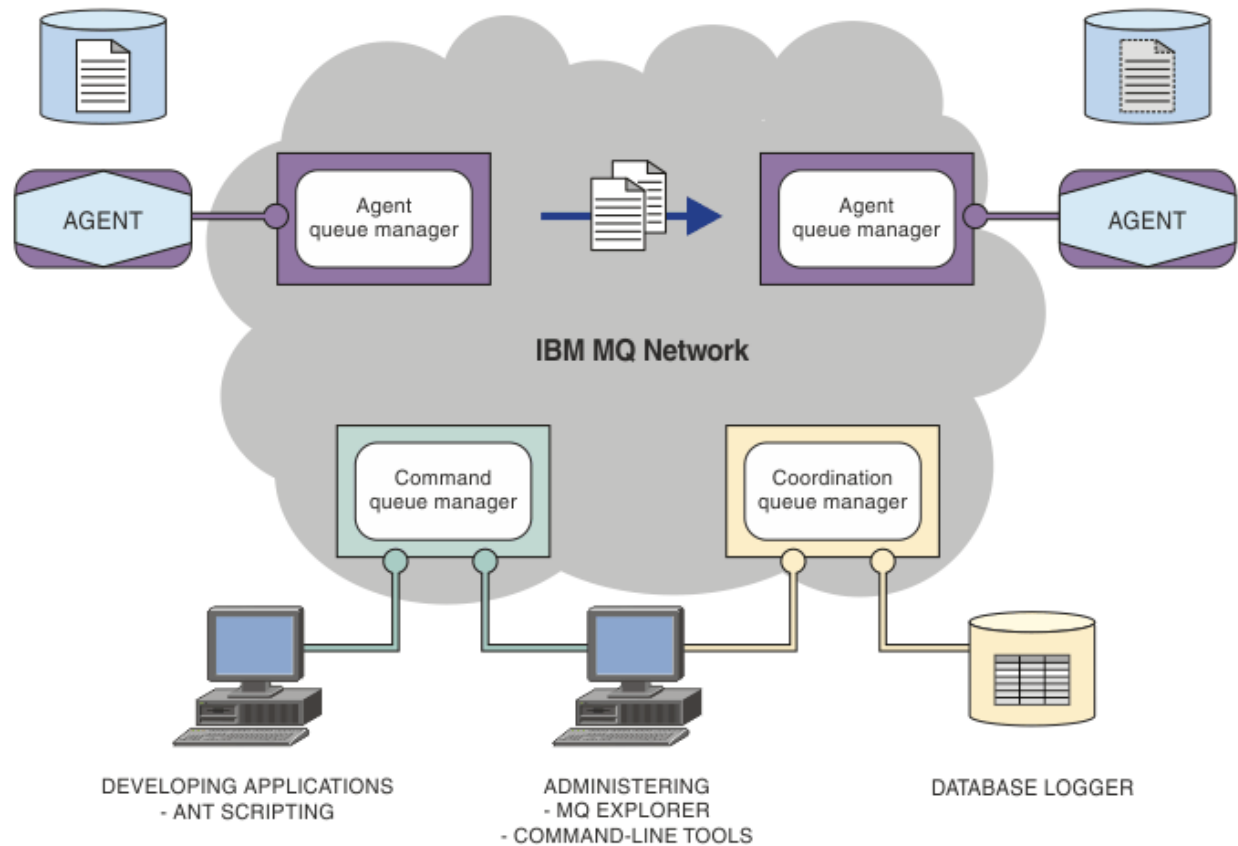 AGENT
Agent
queue manager
Agent
queue manager
AGENT
IBM MQ Network
Command
queue manager
Coordination
queue manager
DEVELOPING APPLICATIONS
- ANT SCRIPTING
ADMINISTERING
- MQ EXPLORER
- COMMAND-LINE TOOLS
DATABASE LOGGER